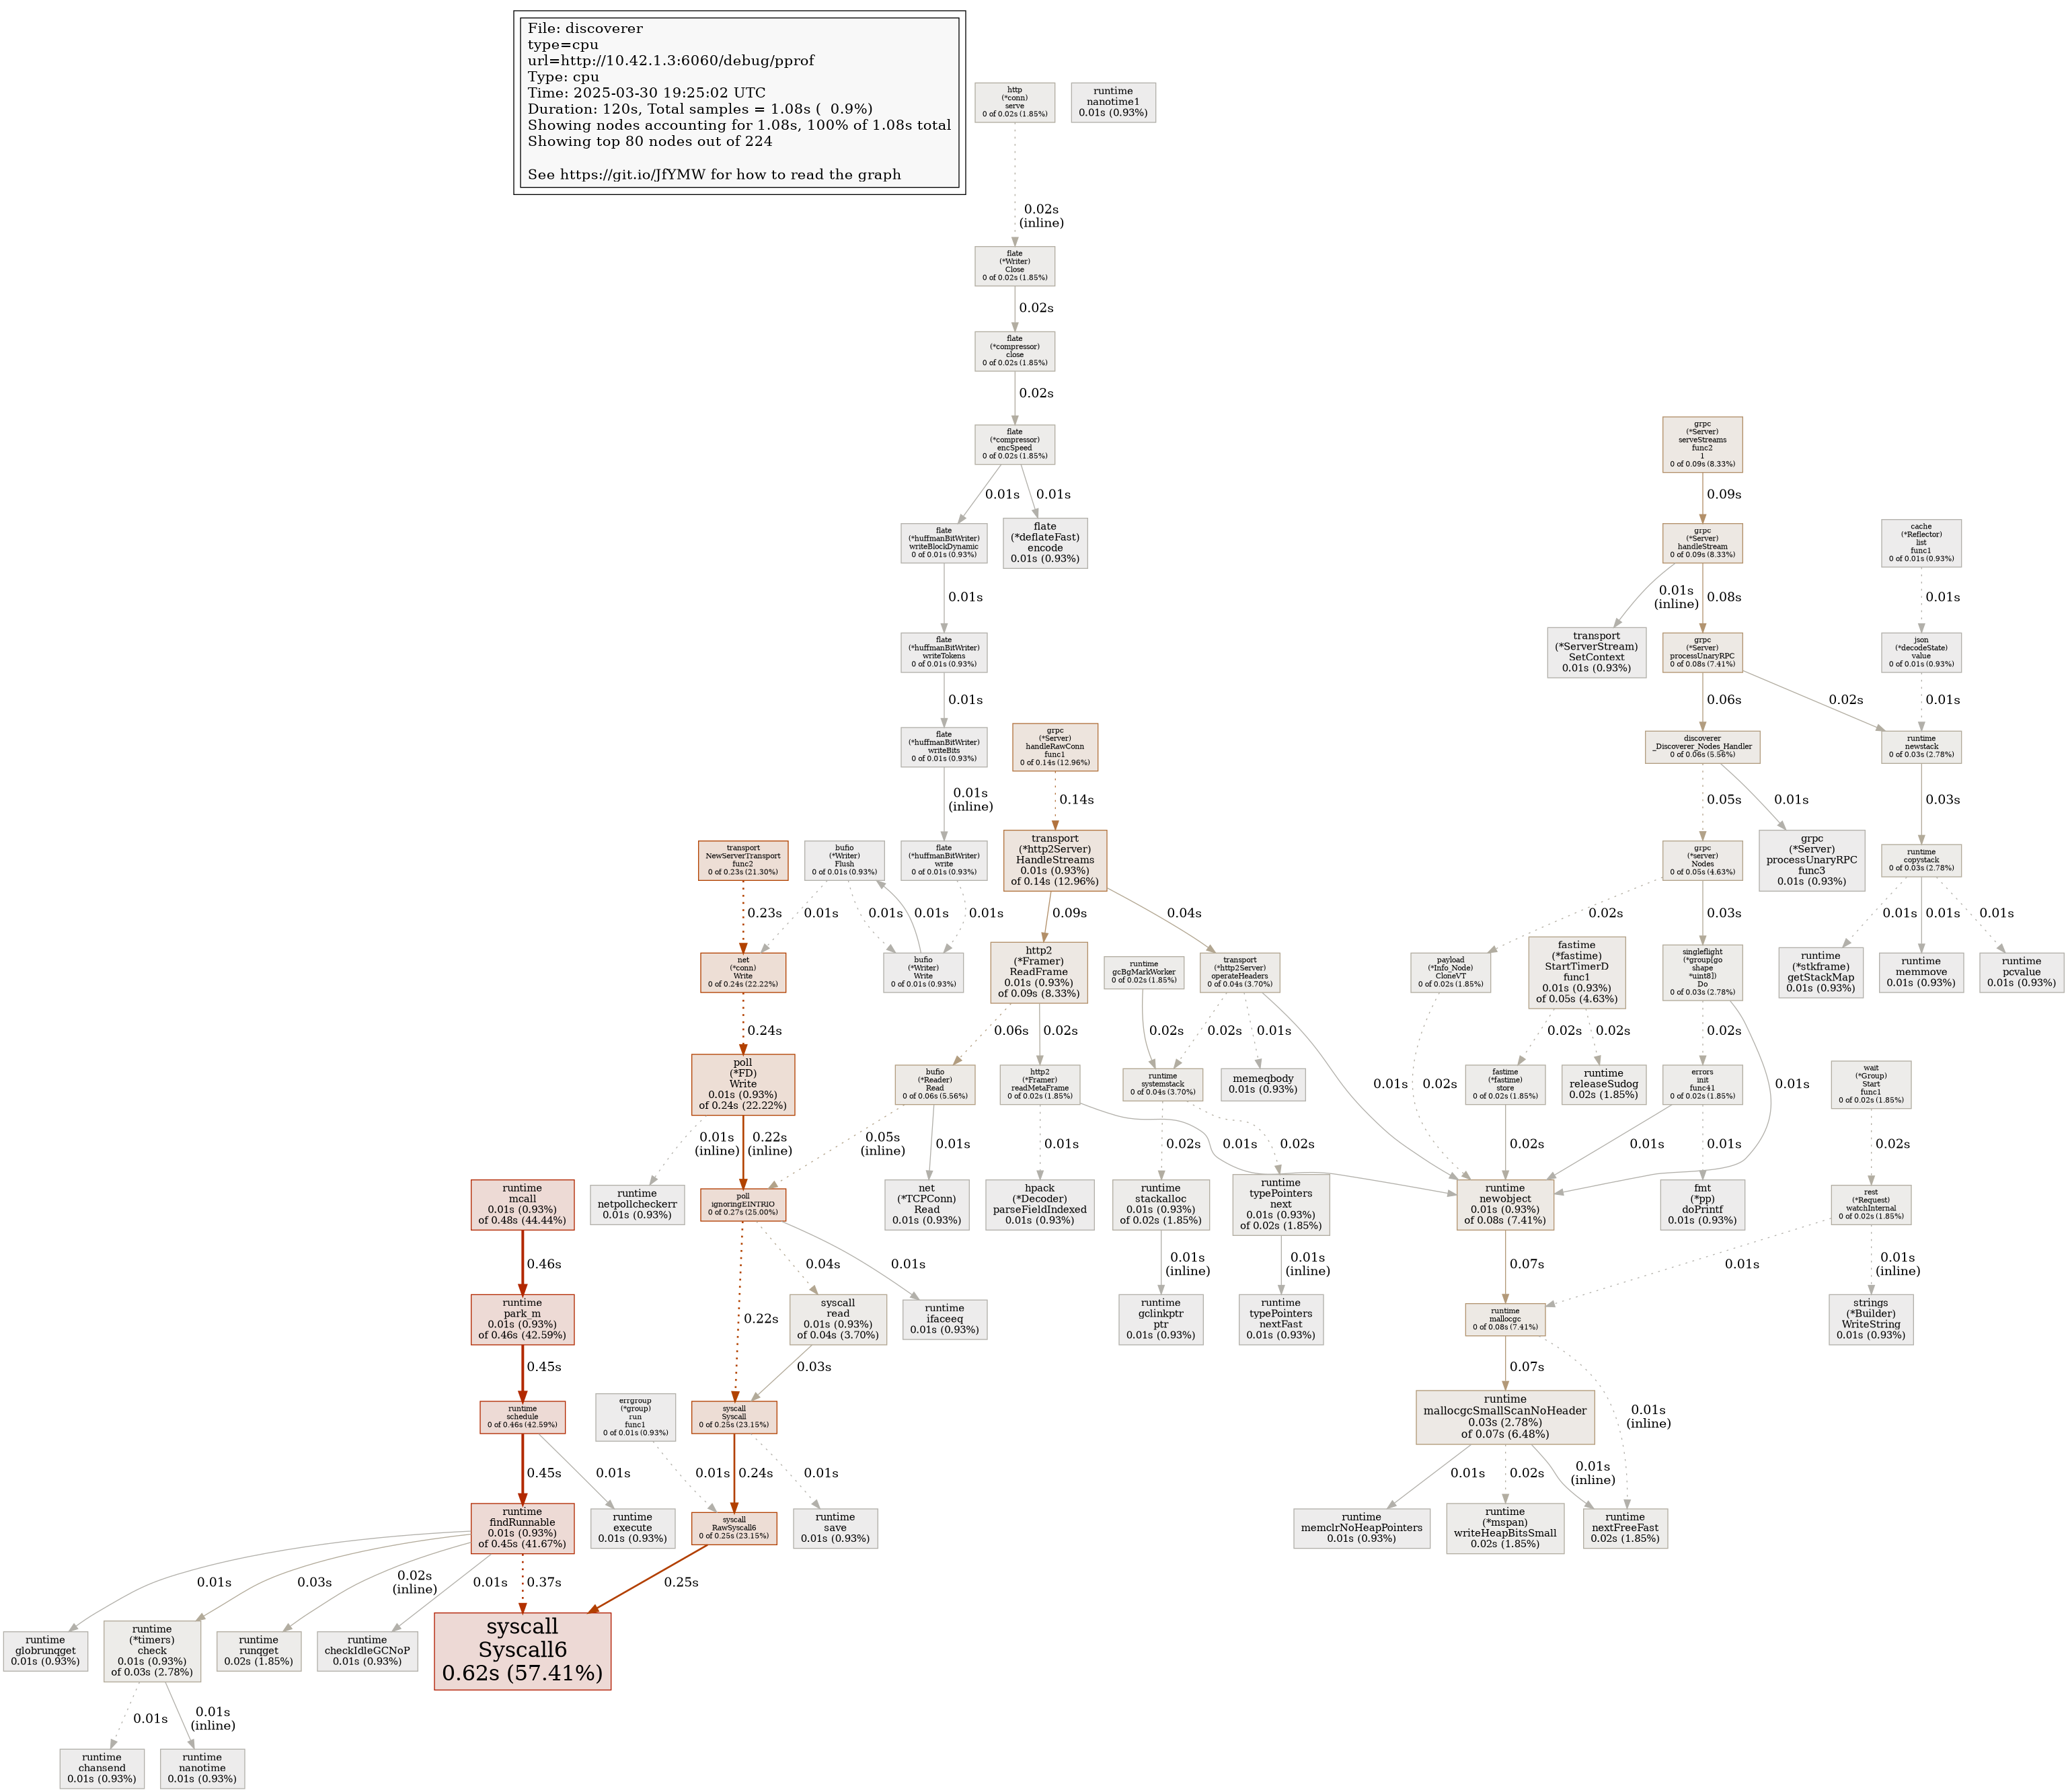 File: discoverer
type=cpu
url=http://10.42.1.3:6060/debug/pprof
Type: cpu
Time: 2025-03-30 19:25:02 UTC
Duration: 120s, Total samples = 1.08s (  0.9%)
Showing nodes accounting for 1.08s, 100% of 1.08s total
Showing top 80 nodes out of 224
See https://git.io/JfYMW for how to read the graph
http
(*conn)
serve
0 of 0.02s (1.85%)
runtime
nanotime1
0.01s (0.93%)
0.02s
(inline)
flate
(*Writer)
Close
0 of 0.02s (1.85%)
0.02s
flate
(*compressor)
close
0 of 0.02s (1.85%)
0.02s
flate
(*compressor)
encSpeed
0 of 0.02s (1.85%)
0.01s
0.01s
flate
(*huffmanBitWriter)
writeBlockDynamic
0 of 0.01s (0.93%)
flate
(*deflateFast)
encode
0.01s (0.93%)
0.01s
flate
(*huffmanBitWriter)
writeTokens
0 of 0.01s (0.93%)
0.01s
flate
(*huffmanBitWriter)
writeBits
0 of 0.01s (0.93%)
0.01s
(inline)
flate
(*huffmanBitWriter)
write
0 of 0.01s (0.93%)
0.01s
grpc
(*Server)
serveStreams
func2
1
0 of 0.09s (8.33%)
0.09s
grpc
(*Server)
handleStream
0 of 0.09s (8.33%)
0.01s
(inline)
0.08s
transport
(*ServerStream)
SetContext
0.01s (0.93%)
grpc
(*Server)
processUnaryRPC
0 of 0.08s (7.41%)
0.06s
0.02s
cache
(*Reflector)
list
func1
0 of 0.01s (0.93%)
0.01s
json
(*decodeState)
value
0 of 0.01s (0.93%)
0.01s
discoverer
_Discoverer_Nodes_Handler
0 of 0.06s (5.56%)
0.05s
0.01s
runtime
newstack
0 of 0.03s (2.78%)
0.03s
grpc
(*server)
Nodes
0 of 0.05s (4.63%)
0.02s
0.03s
grpc
(*Server)
processUnaryRPC
func3
0.01s (0.93%)
runtime
copystack
0 of 0.03s (2.78%)
0.01s
0.01s
0.01s
runtime
(*stkframe)
getStackMap
0.01s (0.93%)
runtime
memmove
0.01s (0.93%)
runtime
pcvalue
0.01s (0.93%)
grpc
(*Server)
handleRawConn
func1
0 of 0.14s (12.96%)
0.14s
transport
(*http2Server)
HandleStreams
0.01s (0.93%)
of 0.14s (12.96%)
0.09s
0.04s
transport
NewServerTransport
func2
0 of 0.23s (21.30%)
0.23s
bufio
(*Writer)
Flush
0 of 0.01s (0.93%)
0.01s
0.01s
0.01s
net
(*conn)
Write
0 of 0.24s (22.22%)
0.24s
bufio
(*Writer)
Write
0 of 0.01s (0.93%)
http2
(*Framer)
ReadFrame
0.01s (0.93%)
of 0.09s (8.33%)
0.06s
0.02s
runtime
gcBgMarkWorker
0 of 0.02s (1.85%)
0.02s
transport
(*http2Server)
operateHeaders
0 of 0.04s (3.70%)
0.02s
0.01s
0.01s
payload
(*Info_Node)
CloneVT
0 of 0.02s (1.85%)
0.02s
fastime
(*fastime)
StartTimerD
func1
0.01s (0.93%)
of 0.05s (4.63%)
0.02s
0.02s
singleflight
(*group[go
shape
*uint8])
Do
0 of 0.03s (2.78%)
0.02s
0.01s
poll
(*FD)
Write
0.01s (0.93%)
of 0.24s (22.22%)
0.01s
(inline)
0.22s
(inline)
bufio
(*Reader)
Read
0 of 0.06s (5.56%)
0.05s
(inline)
0.01s
http2
(*Framer)
readMetaFrame
0 of 0.02s (1.85%)
0.01s
0.01s
runtime
systemstack
0 of 0.04s (3.70%)
0.02s
0.02s
memeqbody
0.01s (0.93%)
fastime
(*fastime)
store
0 of 0.02s (1.85%)
0.02s
runtime
releaseSudog
0.02s (1.85%)
errors
init
func41
0 of 0.02s (1.85%)
0.01s
0.01s
wait
(*Group)
Start
func1
0 of 0.02s (1.85%)
0.02s
runtime
mcall
0.01s (0.93%)
of 0.48s (44.44%)
0.46s
runtime
netpollcheckerr
0.01s (0.93%)
poll
ignoringEINTRIO
0 of 0.27s (25.00%)
0.22s
0.04s
0.01s
net
(*TCPConn)
Read
0.01s (0.93%)
hpack
(*Decoder)
parseFieldIndexed
0.01s (0.93%)
runtime
stackalloc
0.01s (0.93%)
of 0.02s (1.85%)
0.01s
(inline)
runtime
typePointers
next
0.01s (0.93%)
of 0.02s (1.85%)
0.01s
(inline)
runtime
newobject
0.01s (0.93%)
of 0.08s (7.41%)
0.07s
fmt
(*pp)
doPrintf
0.01s (0.93%)
rest
(*Request)
watchInternal
0 of 0.02s (1.85%)
0.01s
0.01s
(inline)
runtime
park_m
0.01s (0.93%)
of 0.46s (42.59%)
0.45s
syscall
read
0.01s (0.93%)
of 0.04s (3.70%)
0.03s
runtime
ifaceeq
0.01s (0.93%)
runtime
gclinkptr
ptr
0.01s (0.93%)
runtime
typePointers
nextFast
0.01s (0.93%)
runtime
mallocgc
0 of 0.08s (7.41%)
0.07s
0.01s
(inline)
strings
(*Builder)
WriteString
0.01s (0.93%)
runtime
schedule
0 of 0.46s (42.59%)
0.45s
0.01s
errgroup
(*group)
run
func1
0 of 0.01s (0.93%)
0.01s
syscall
Syscall
0 of 0.25s (23.15%)
0.24s
0.01s
runtime
mallocgcSmallScanNoHeader
0.03s (2.78%)
of 0.07s (6.48%)
0.01s
0.02s
0.01s
(inline)
runtime
findRunnable
0.01s (0.93%)
of 0.45s (41.67%)
0.01s
0.03s
0.02s
(inline)
0.01s
0.37s
runtime
execute
0.01s (0.93%)
syscall
RawSyscall6
0 of 0.25s (23.15%)
0.25s
runtime
save
0.01s (0.93%)
runtime
memclrNoHeapPointers
0.01s (0.93%)
runtime
(*mspan)
writeHeapBitsSmall
0.02s (1.85%)
runtime
nextFreeFast
0.02s (1.85%)
runtime
globrunqget
0.01s (0.93%)
runtime
(*timers)
check
0.01s (0.93%)
of 0.03s (2.78%)
0.01s
0.01s
(inline)
runtime
runqget
0.02s (1.85%)
runtime
checkIdleGCNoP
0.01s (0.93%)
syscall
Syscall6
0.62s (57.41%)
runtime
chansend
0.01s (0.93%)
runtime
nanotime
0.01s (0.93%)